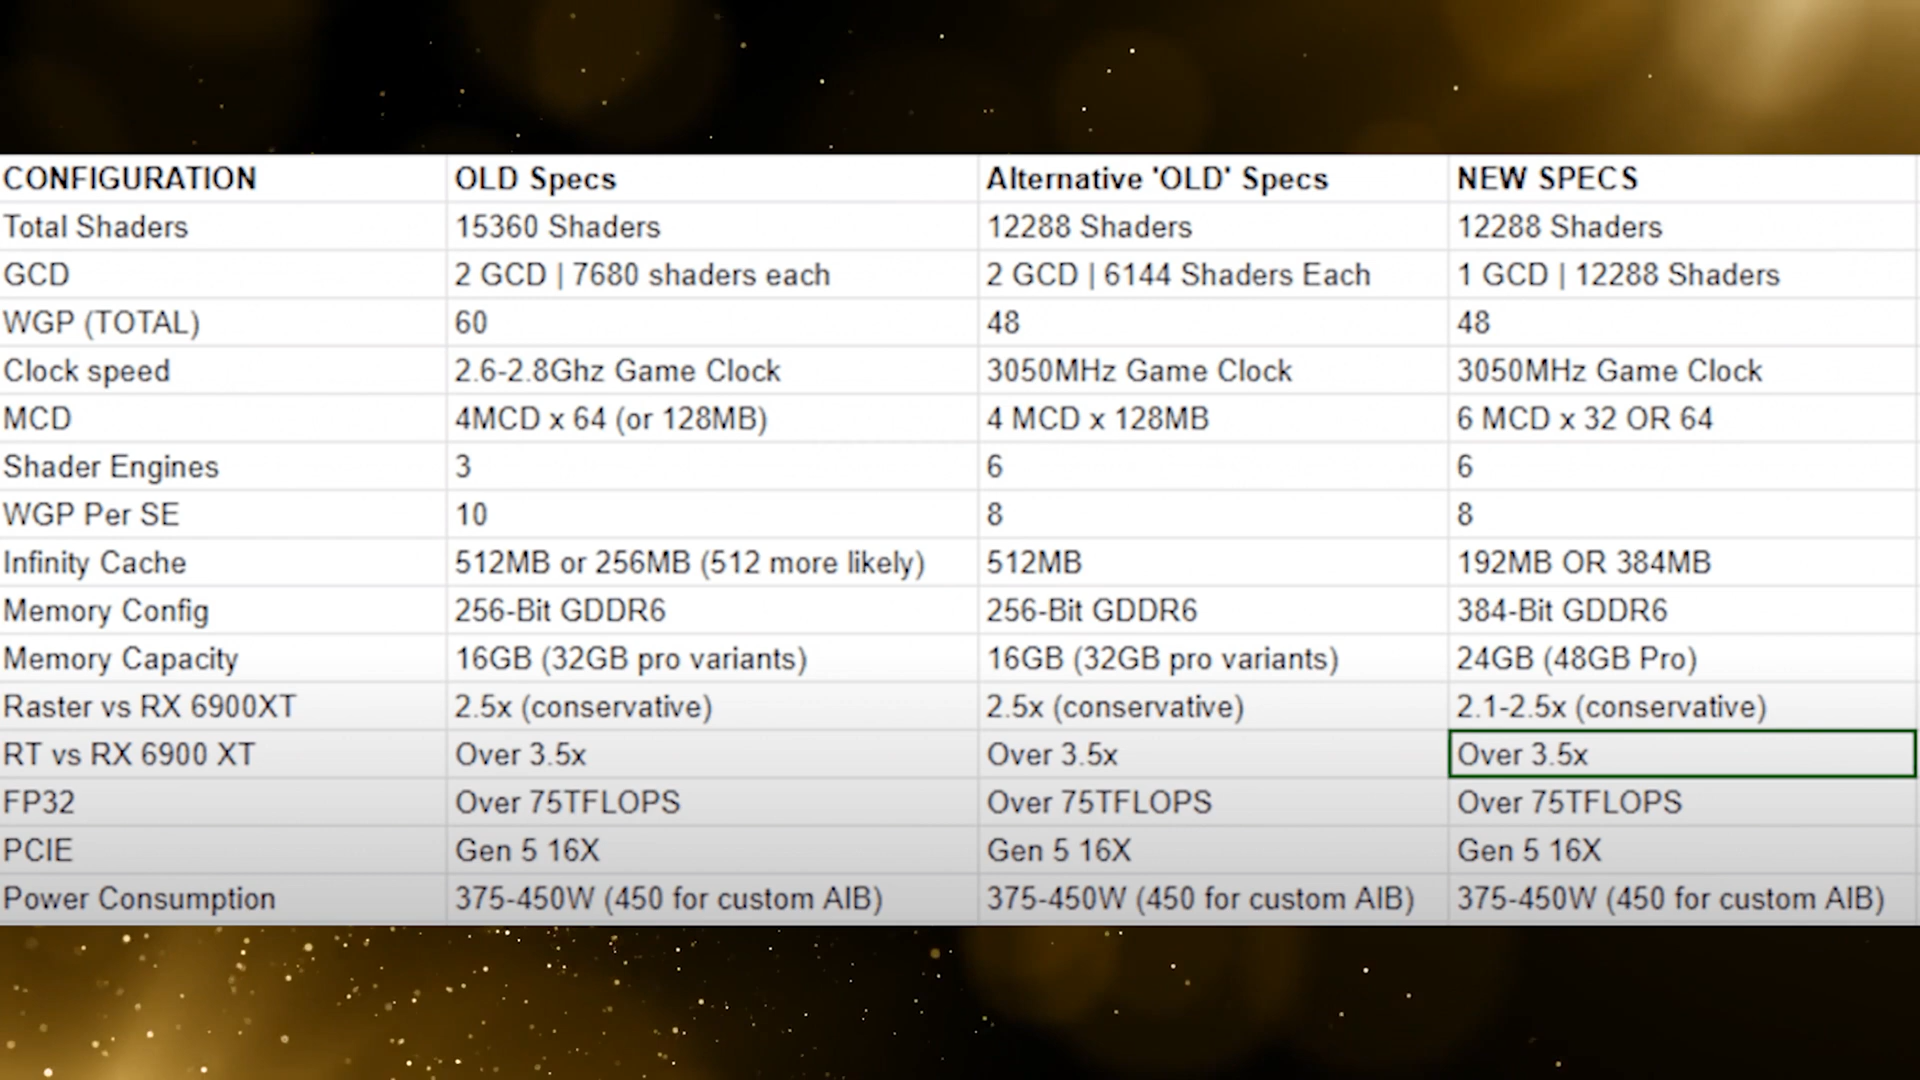 CONFIGURATION OLD Specs Alternative 'OLD' Specs NEW SPECS
Total Shaders 15360 Shaders 12288 Shaders 12288 Shaders
GCD 2 GCD | 7680 shaders each 2 GCD | 6144 Shaders Each 1 GCD | 12288 Shaders
WGP (TOTAL) 60 48 48
Clock speed 2.6-2.8Ghz Game Clock 3050MHz Game Clock 3050MHz Game Clock
MCD 4MCD x 64 (or 128MB) 4 MCD x 128MB 6 MCD x 32 OR 64
Shader Engines 3 6 6
WGP Per SE 10 8 8
Infinity Cache 512MB or 256MB (512 more likely) 512MB 192MB OR 384MB
Memory Config 256-Bit GDDR6 256-Bit GDDR6 384-Bit GDDR6
Memory Capacity 16GB (32GB pro variants) 16GB (32GB pro variants) 24GB (48GB Pro)
Raster vs RX 6900XT 2.5x (conservative) 2.5x (conservative) 2.1-2.5x (conservative)
RT vs RX 6900 XT Over 3.5x Over 3.5x Over 3.5x
FP32 Over 75TFLOPS Over 75TFLOPS Over 75TFLOPS
PCIE Gen 5 16X Gen 5 16X Gen 5 16X
Power Consumption 375-450W (450 for custom AIB) 375-450W (450 for custom AIB) 375-450W (450 for custom AIB)